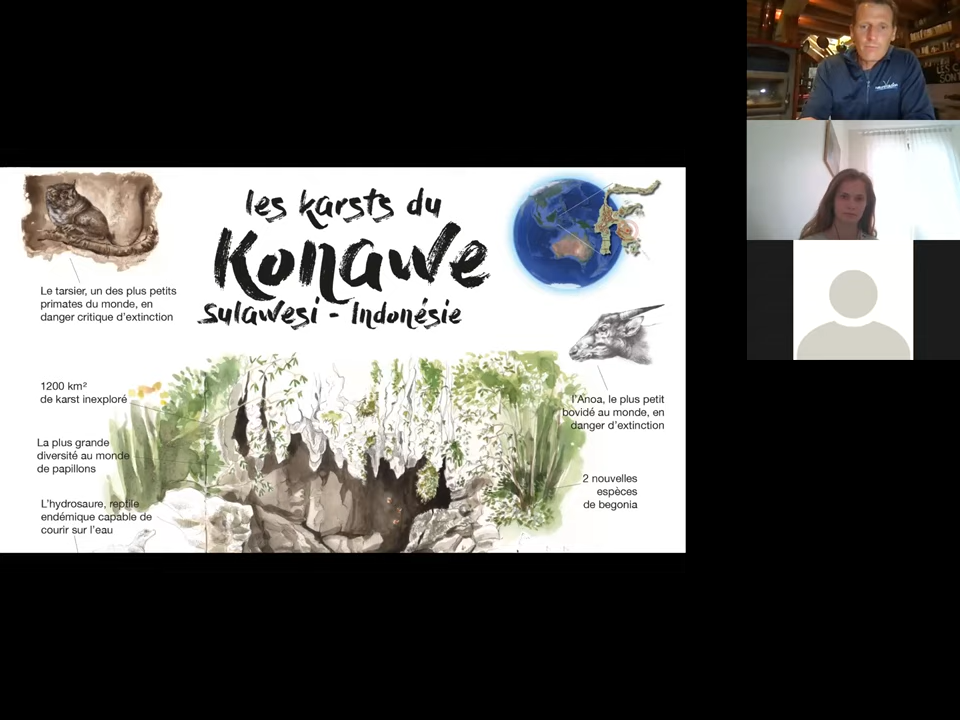 les karsts du
Konawe
Sulawesi - Indonésie
Le tarsier, un des plus petits
primates du monde, en
danger critique d'extinction
1200 km²
de karst inexploré
La plus grande
diversité au monde
de papillons
L'hydrosaure, reptile
endémique capable de
courir sur l'eau
l'Anoa, le plus petit
bovidé au monde, en
danger d'extinction
2 nouvelles
espèces
de begonia